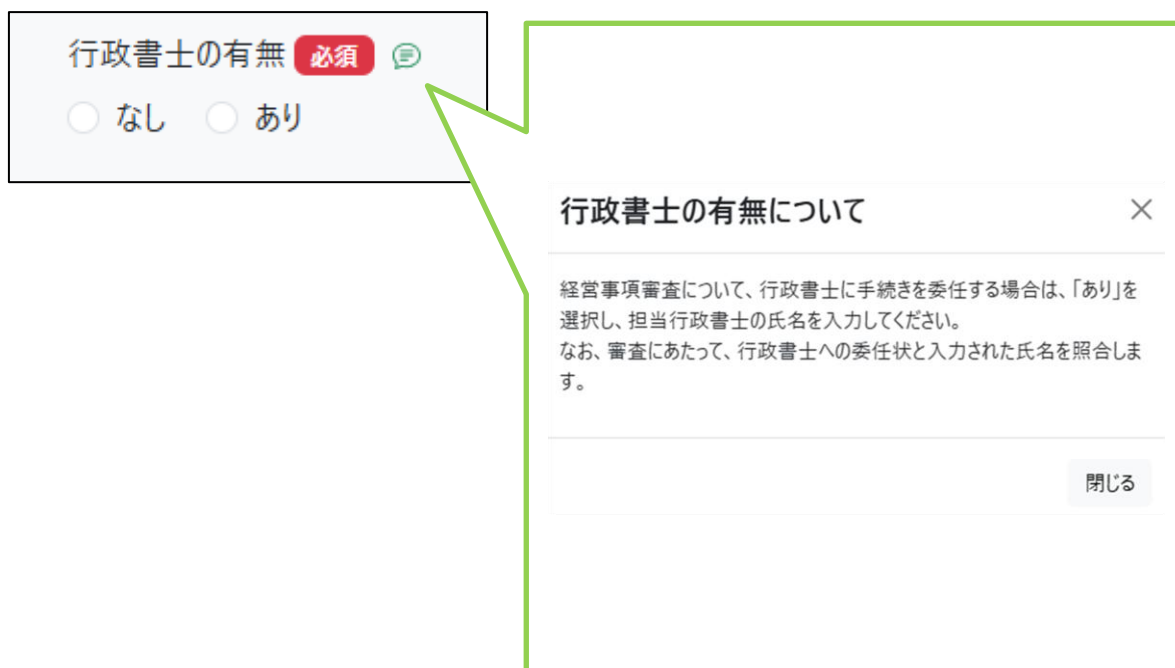 行政書士の有無 必須
なし あり
行政書士の有無について
経営事項審査について、行政書士に手続きを委任する場合は、「あり」を
選択し、担当行政書士の氏名を入力してください。
なお、審査にあたって、行政書士への委任状と入力された氏名を照合しま
す。
閉じる